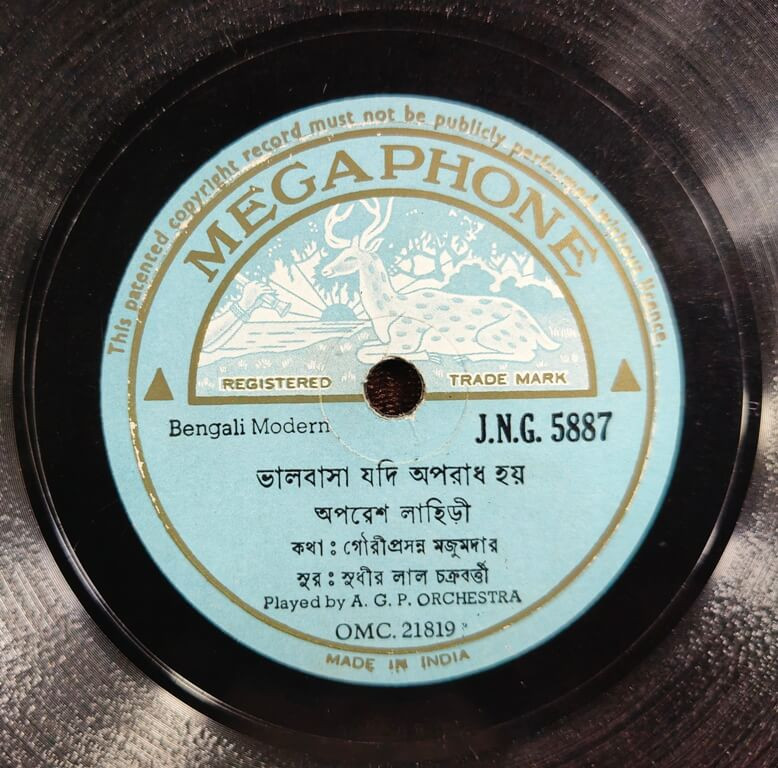 This patented copyright record must not be publicly performed without licence.
MEGAPHONE
REGISTERED TRADE MARK
Bengali Modern J.N.G. 5887
ভালবাসা যদি অপরাধ হয়
অপরেশ লাহিড়ী
কথা : গৌরীপ্রসন্ন মজুমদার
সুর : সুধীর লাল চক্রবর্ত্তী
Played by A. G. P. ORCHESTRA
OMC. 21819
MADE IN INDIA